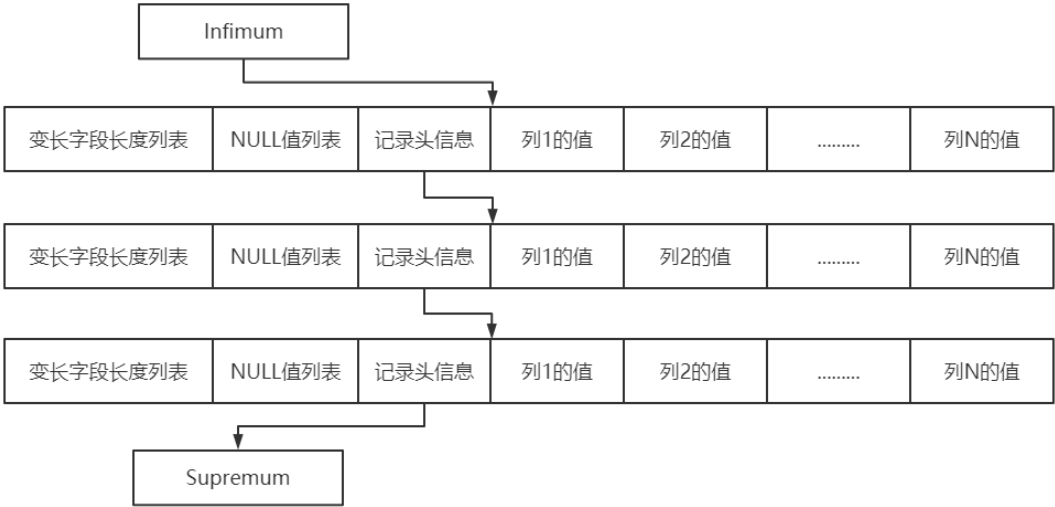 Infimum
变长字段长度列表 NULL值列表 记录头信息 列1的值 列2的值 ......... 列N的值
变长字段长度列表 NULL值列表 记录头信息 列1的值 列2的值 ......... 列N的值
变长字段长度列表 NULL值列表 记录头信息 列1的值 列2的值 ......... 列N的值
Supremum